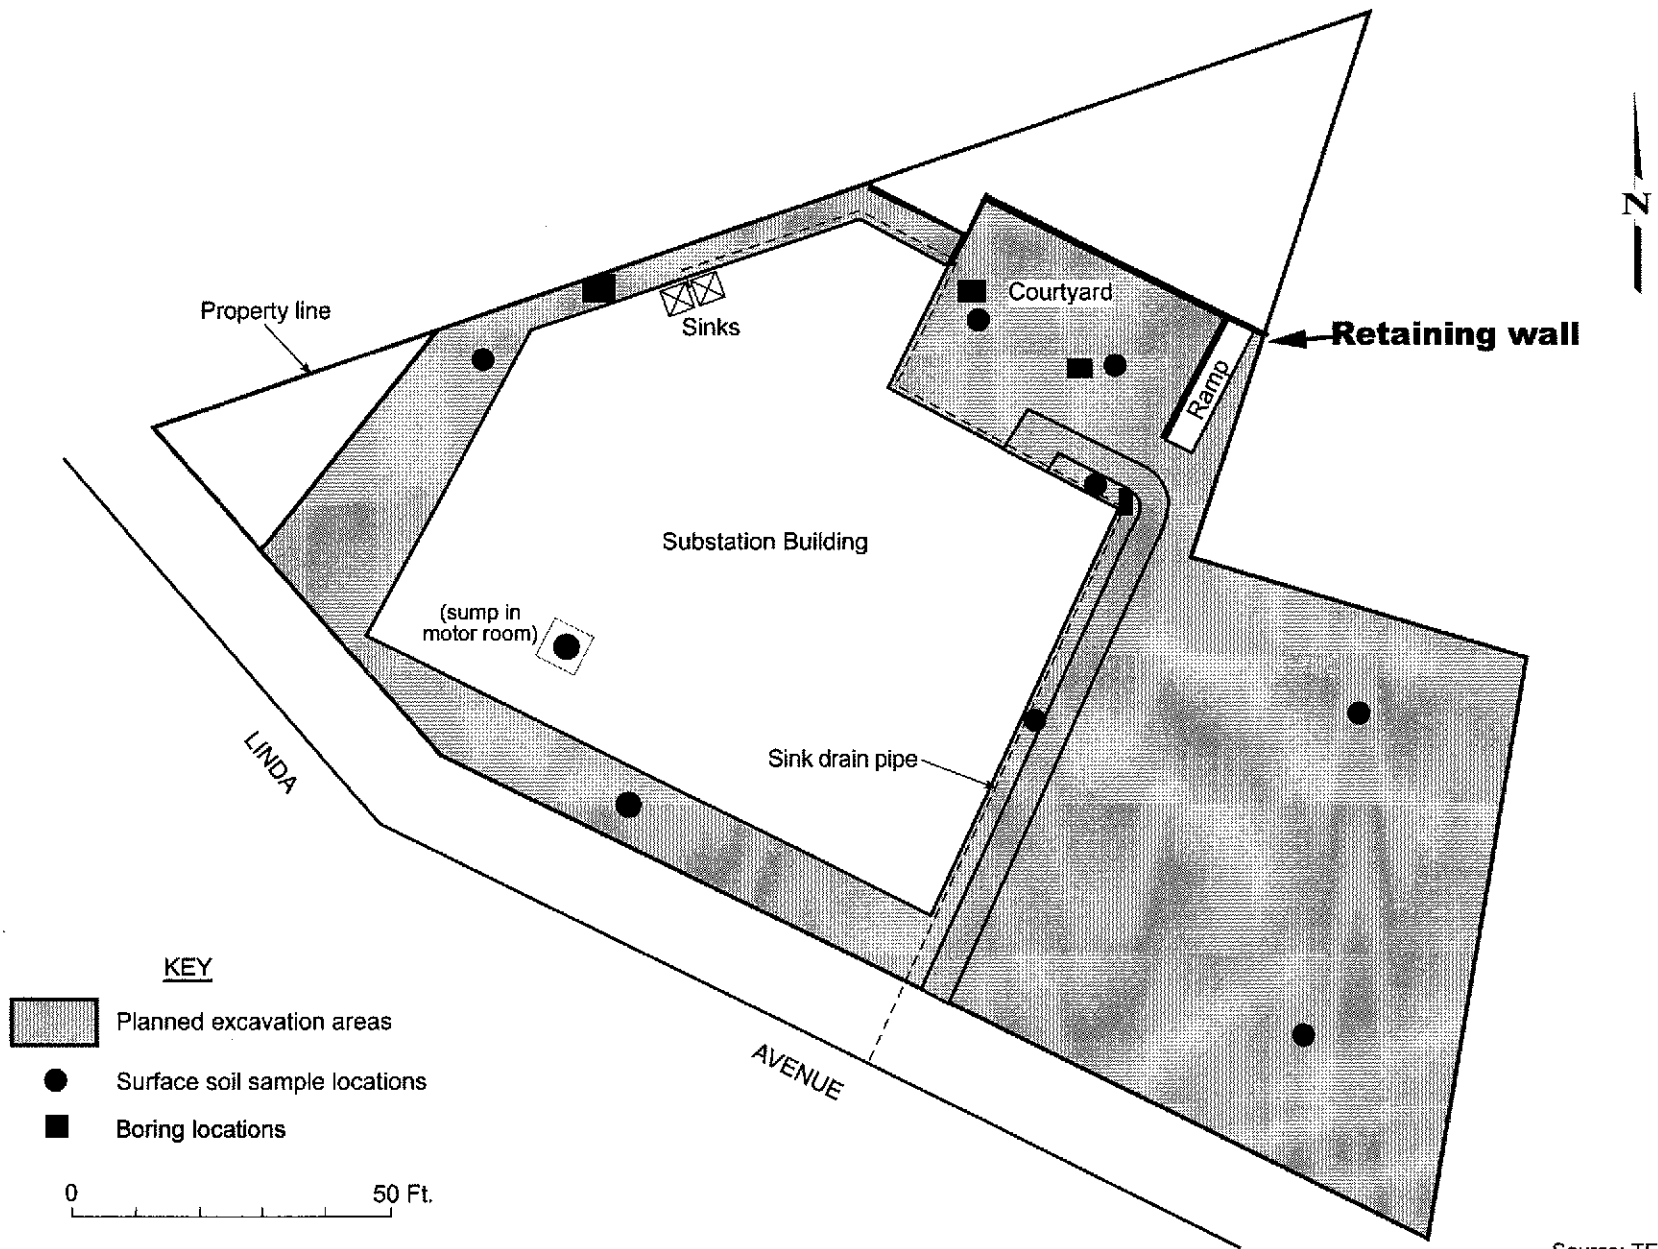 N
Property line
Sinks
Courtyard
Retaining wall
Ramp
Substation Building
(sump in
motor room)
LINDA
Sink drain pipe
AVENUE
KEY
Planned excavation areas
Surface soil sample locations
Boring locations
0 50 Ft.